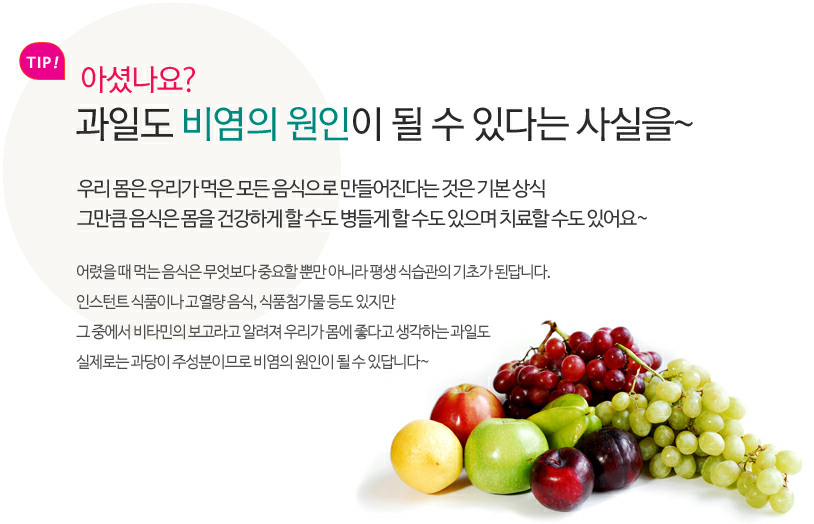 TIP!
아셨나요?
과일도 비염의 원인이 될 수 있다는 사실을~
우리 몸은 우리가 먹은 모든 음식으로 만들어진다는 것은 기본 상식
그만큼 음식은 몸을 건강하게 할 수도 병들게 할 수도 있으며 치료할 수도 있어요~
어렸을 때 먹는 음식은 무엇보다 중요할 뿐만 아니라 평생 식습관의 기초가 된답니다.
인스턴트 식품이나 고열량 음식, 식품첨가물 등도 있지만
그 중에서 비타민의 보고라고 알려져 우리가 몸에 좋다고 생각하는 과일도
실제로는 과당이 주성분이므로 비염의 원인이 될 수 있답니다~